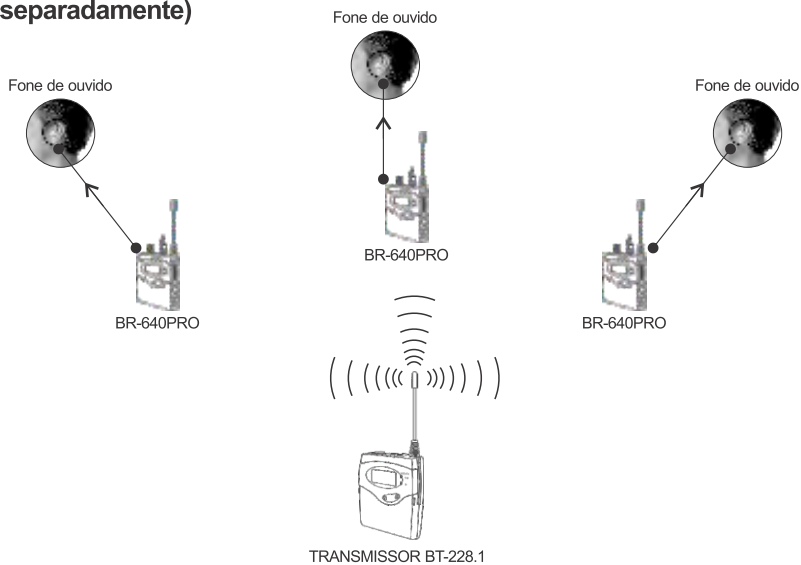 separadamente)
Fone de ouvido
Fone de ouvido
Fone de ouvido
BR-640PRO
BR-640PRO
BR-640PRO
TRANSMISSOR BT-228.1